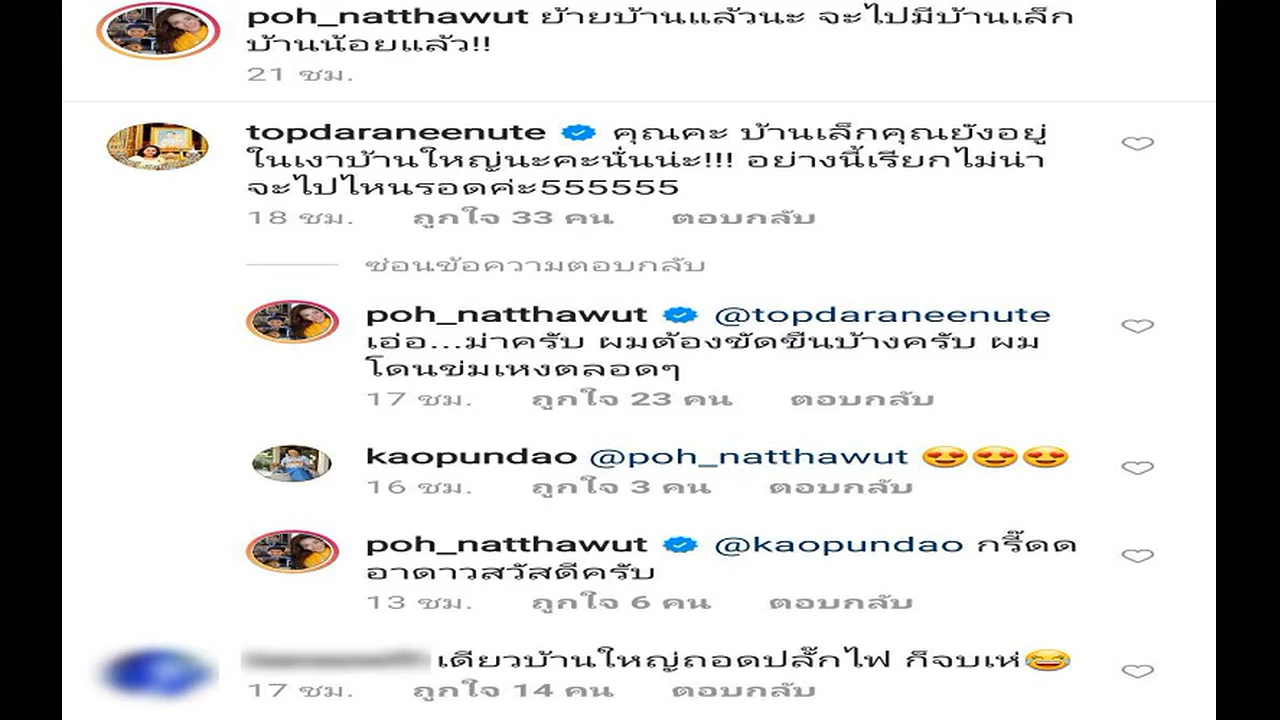 poh_natthawut ย้ายบ้านแล้วนะ จะไปมีบ้านเล็ก
บ้านน้อยแล้ว!!
21 ชม.
topdaraneenute คุณคะ บ้านเล็กคุณยังอยู่
ในเงาบ้านใหญ่นะคะนั่นน่ะ!!! อย่างนี้เรียกไม่น่า
จะไปไหนรอดค่ะ555555
18 ชม. ถูกใจ 33 คน ตอบกลับ
ซ่อนข้อความตอบกลับ
poh_natthawut @topdaraneenute
เอ่อ...ม่าครับ ผมต้องขัดขืนบ้างครับ ผม
โดนข่มเหงตลอดๆ
17 ชม. ถูกใจ 23 คน ตอบกลับ
kaopundao @poh_natthawut 😍😍😍
16 ชม. ถูกใจ 3 คน ตอบกลับ
poh_natthawut @kaopundao กรี๊ดด
อาดาวสวัสดีครับ
13 ชม. ถูกใจ 6 คน ตอบกลับ
เดียวบ้านใหญ่ถอดปลั๊กไฟ ก็จบเห่😂
17 ชม. ถูกใจ 14 คน ตอบกลับ